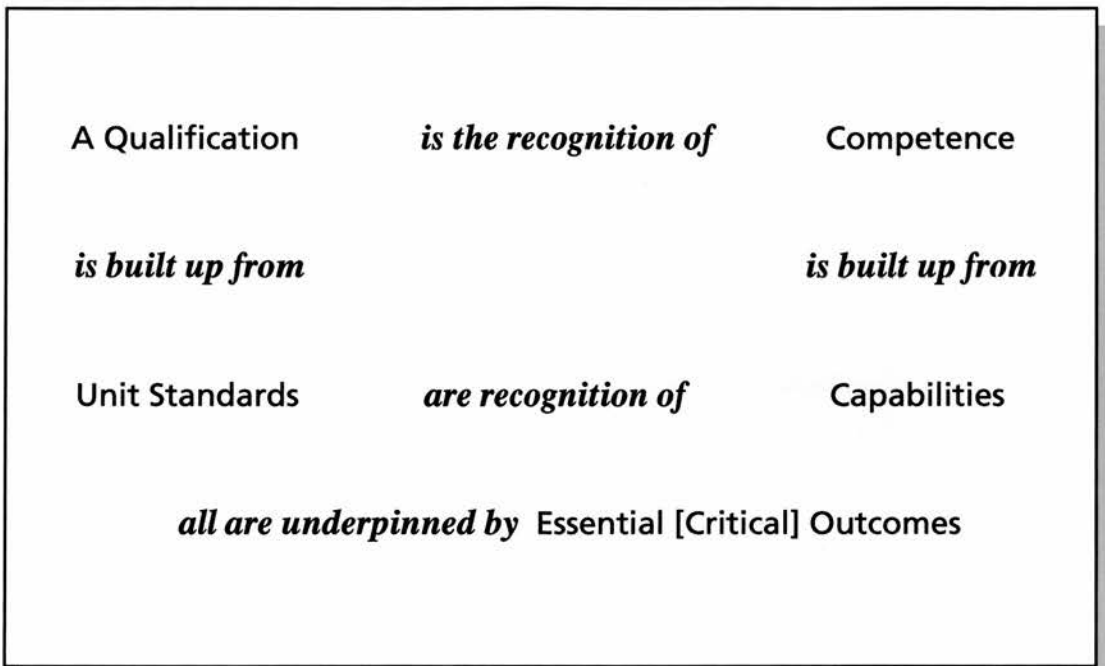 A Qualification is the recognition of Competence
is built up from is built up from
Unit Standards are recognition of Capabilities
all are underpinned by Essential [Critical] Outcomes